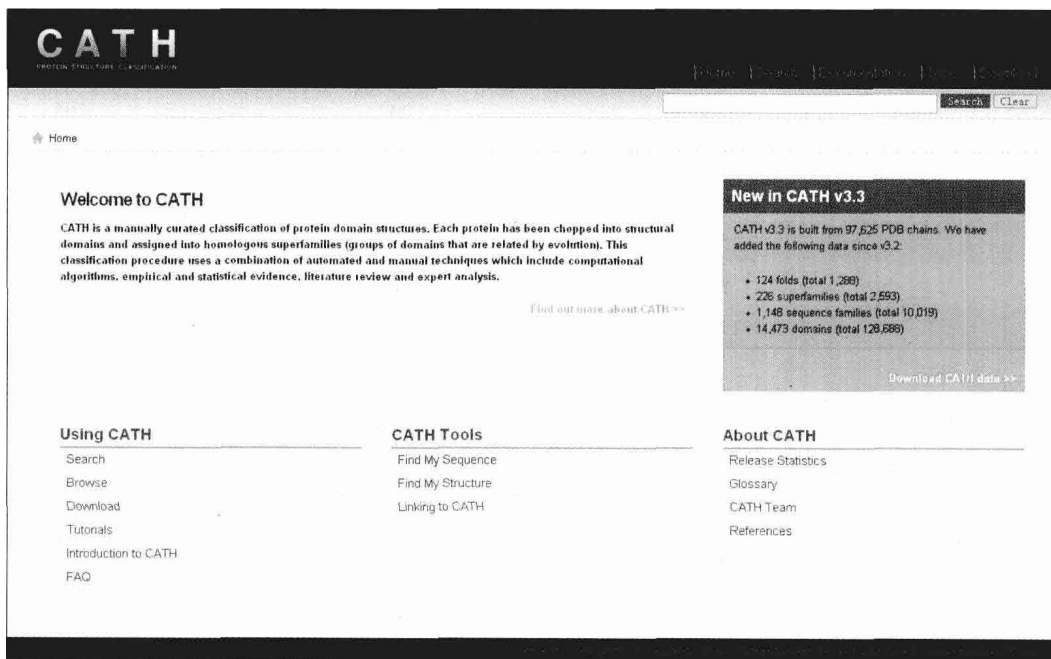 CATH
PROTEIN STRUCTURE CLASSIFICATION
Search Clear
Home
Welcome to CATH
CATH is a manually curated classification of protein domain structures. Each protein has been chopped into structural
domains and assigned into homologous superfamilies (groups of domains that are related by evolution). This
classification procedure uses a combination of automated and manual techniques which include computational
algorithms, empirical and statistical evidence, literature review and expert analysis.
Find out more about CATH >>
New in CATH v3.3
CATH v3.3 is built from 97,625 PDB chains. We have
added the following data since v3.2:
• 124 folds (total 1,288)
• 226 superfamilies (total 2,593)
• 1,148 sequence families (total 10,019)
• 14,473 domains (total 128,688)
Download CATH data >>
Using CATH
Search
Browse
Download
Tutorials
Introduction to CATH
FAQ
CATH Tools
Find My Sequence
Find My Structure
Linking to CATH
About CATH
Release Statistics
Glossary
CATH Team
References